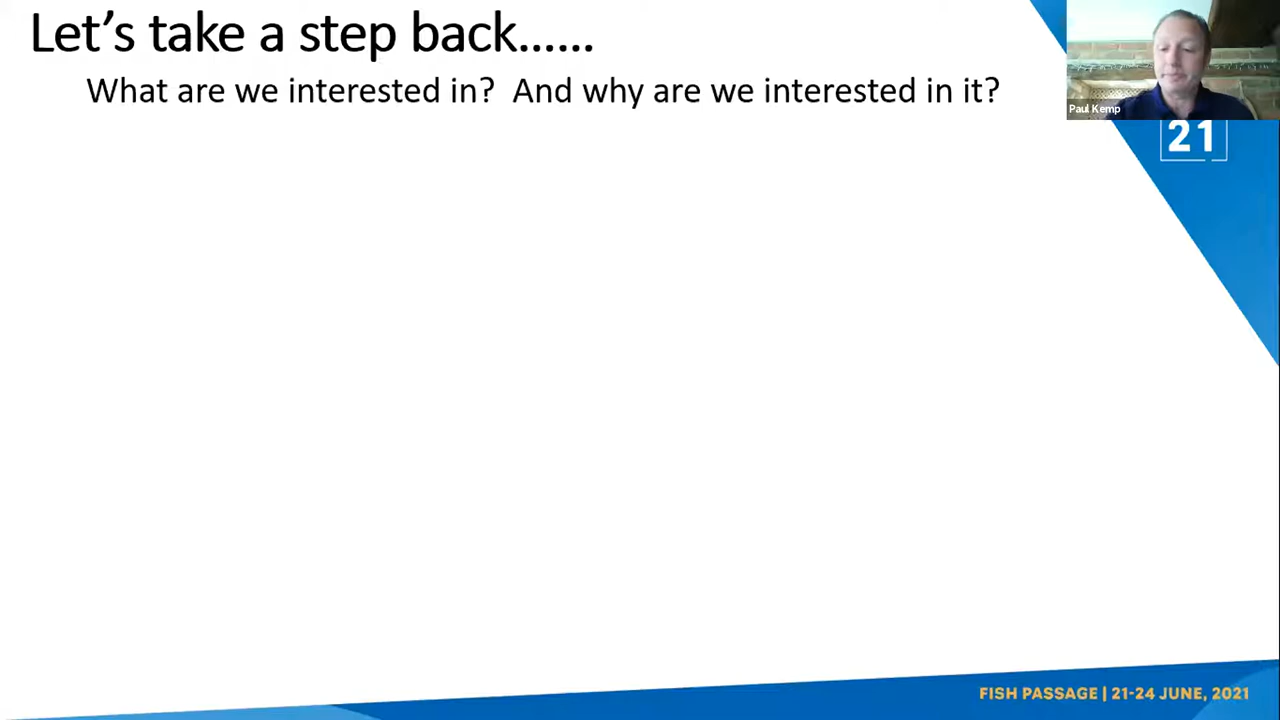 Let's take a step back......
What are we interested in?  And why are we interested in it?
Paul Kemp
21
FISH PASSAGE | 21-24 JUNE, 2021